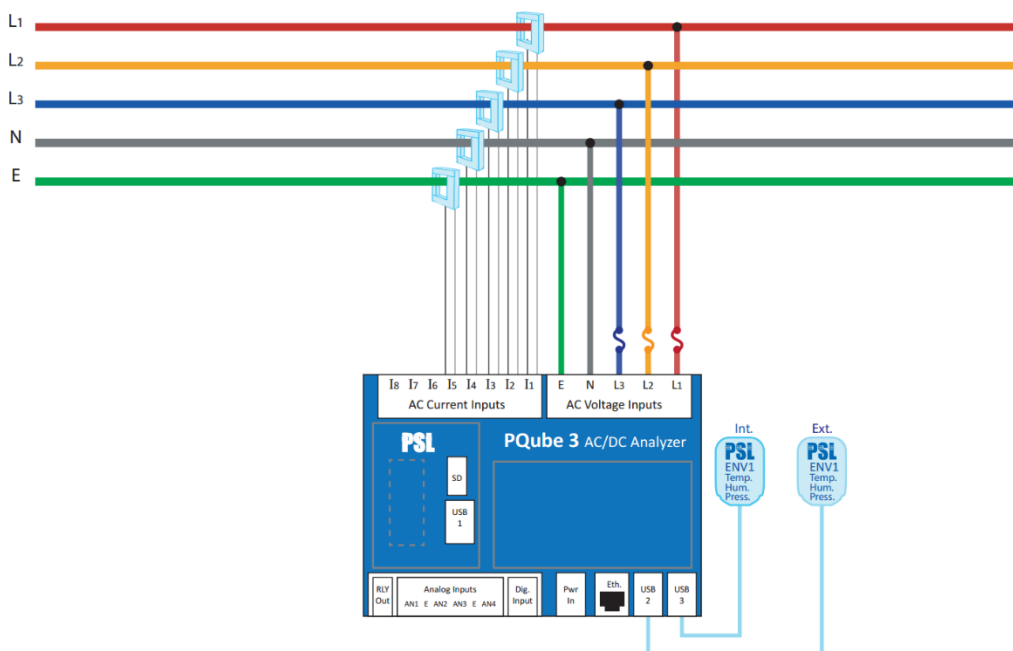 L1
L2
L3
N
E
I8 I7 I6 I5 I4 I3 I2 I1
AC Current Inputs
E N L3 L2 L1
AC Voltage Inputs
PSL
PQube 3 AC/DC Analyzer
SD
USB
1
Int.
PSL
ENV1
Temp.
Hum.
Press.
Ext.
PSL
ENV1
Temp.
Hum.
Press.
RLY
Out
Analog Inputs
AN1 E AN2 AN3 E AN4
Dig.
Input
Pwr
In
Eth.
USB
2
USB
3